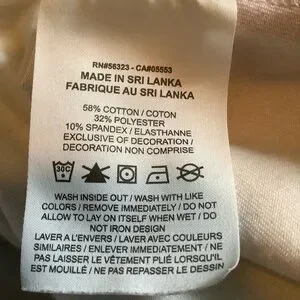 RN#56323 - CA#05553
MADE IN SRI LANKA
FABRIQUE AU SRI LANKA
58% COTTON / COTON
32% POLYESTER
10% SPANDEX / ELASTHANNE
EXCLUSIVE OF DECORATION /
DECORATION NON COMPRISE
30C
WASH INSIDE OUT / WASH WITH LIKE
COLORS / REMOVE IMMEDIATELY / DO NOT
ALLOW TO LAY ON ITSELF WHEN WET / DO
NOT IRON DESIGN
LAVER A L'ENVERS / LAVER AVEC COULEURS
SIMILAIRES / ENLEVER IMMEDIATEMENT / NE
PAS LAISSER LE VÊTEMENT PLIÉ LORSQU'IL
EST MOUILLÉ / NE PAS REPASSER LE DESSIN